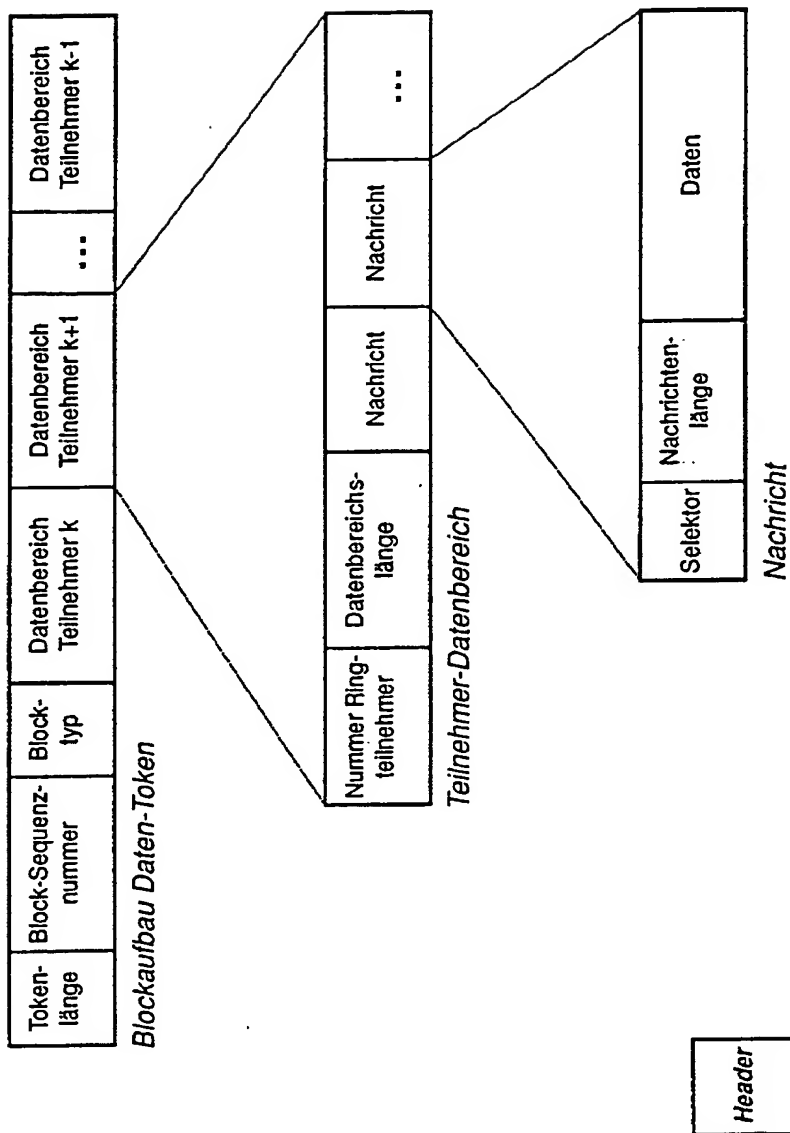 Token-
länge
Block-Sequenz-
nummer
Block-
typ
Datenbereich
Teilnehmer k
Datenbereich
Teilnehmer k+1
...
Datenbereich
Teilnehmer k-1
Blockaufbau Daten-Token
Nummer Ring-
teilnehmer
Datenbereichs-
länge
Nachricht
Nachricht
...
Teilnehmer-Datenbereich
Selektor
Nachrichten-
länge
Daten
Nachricht
Header